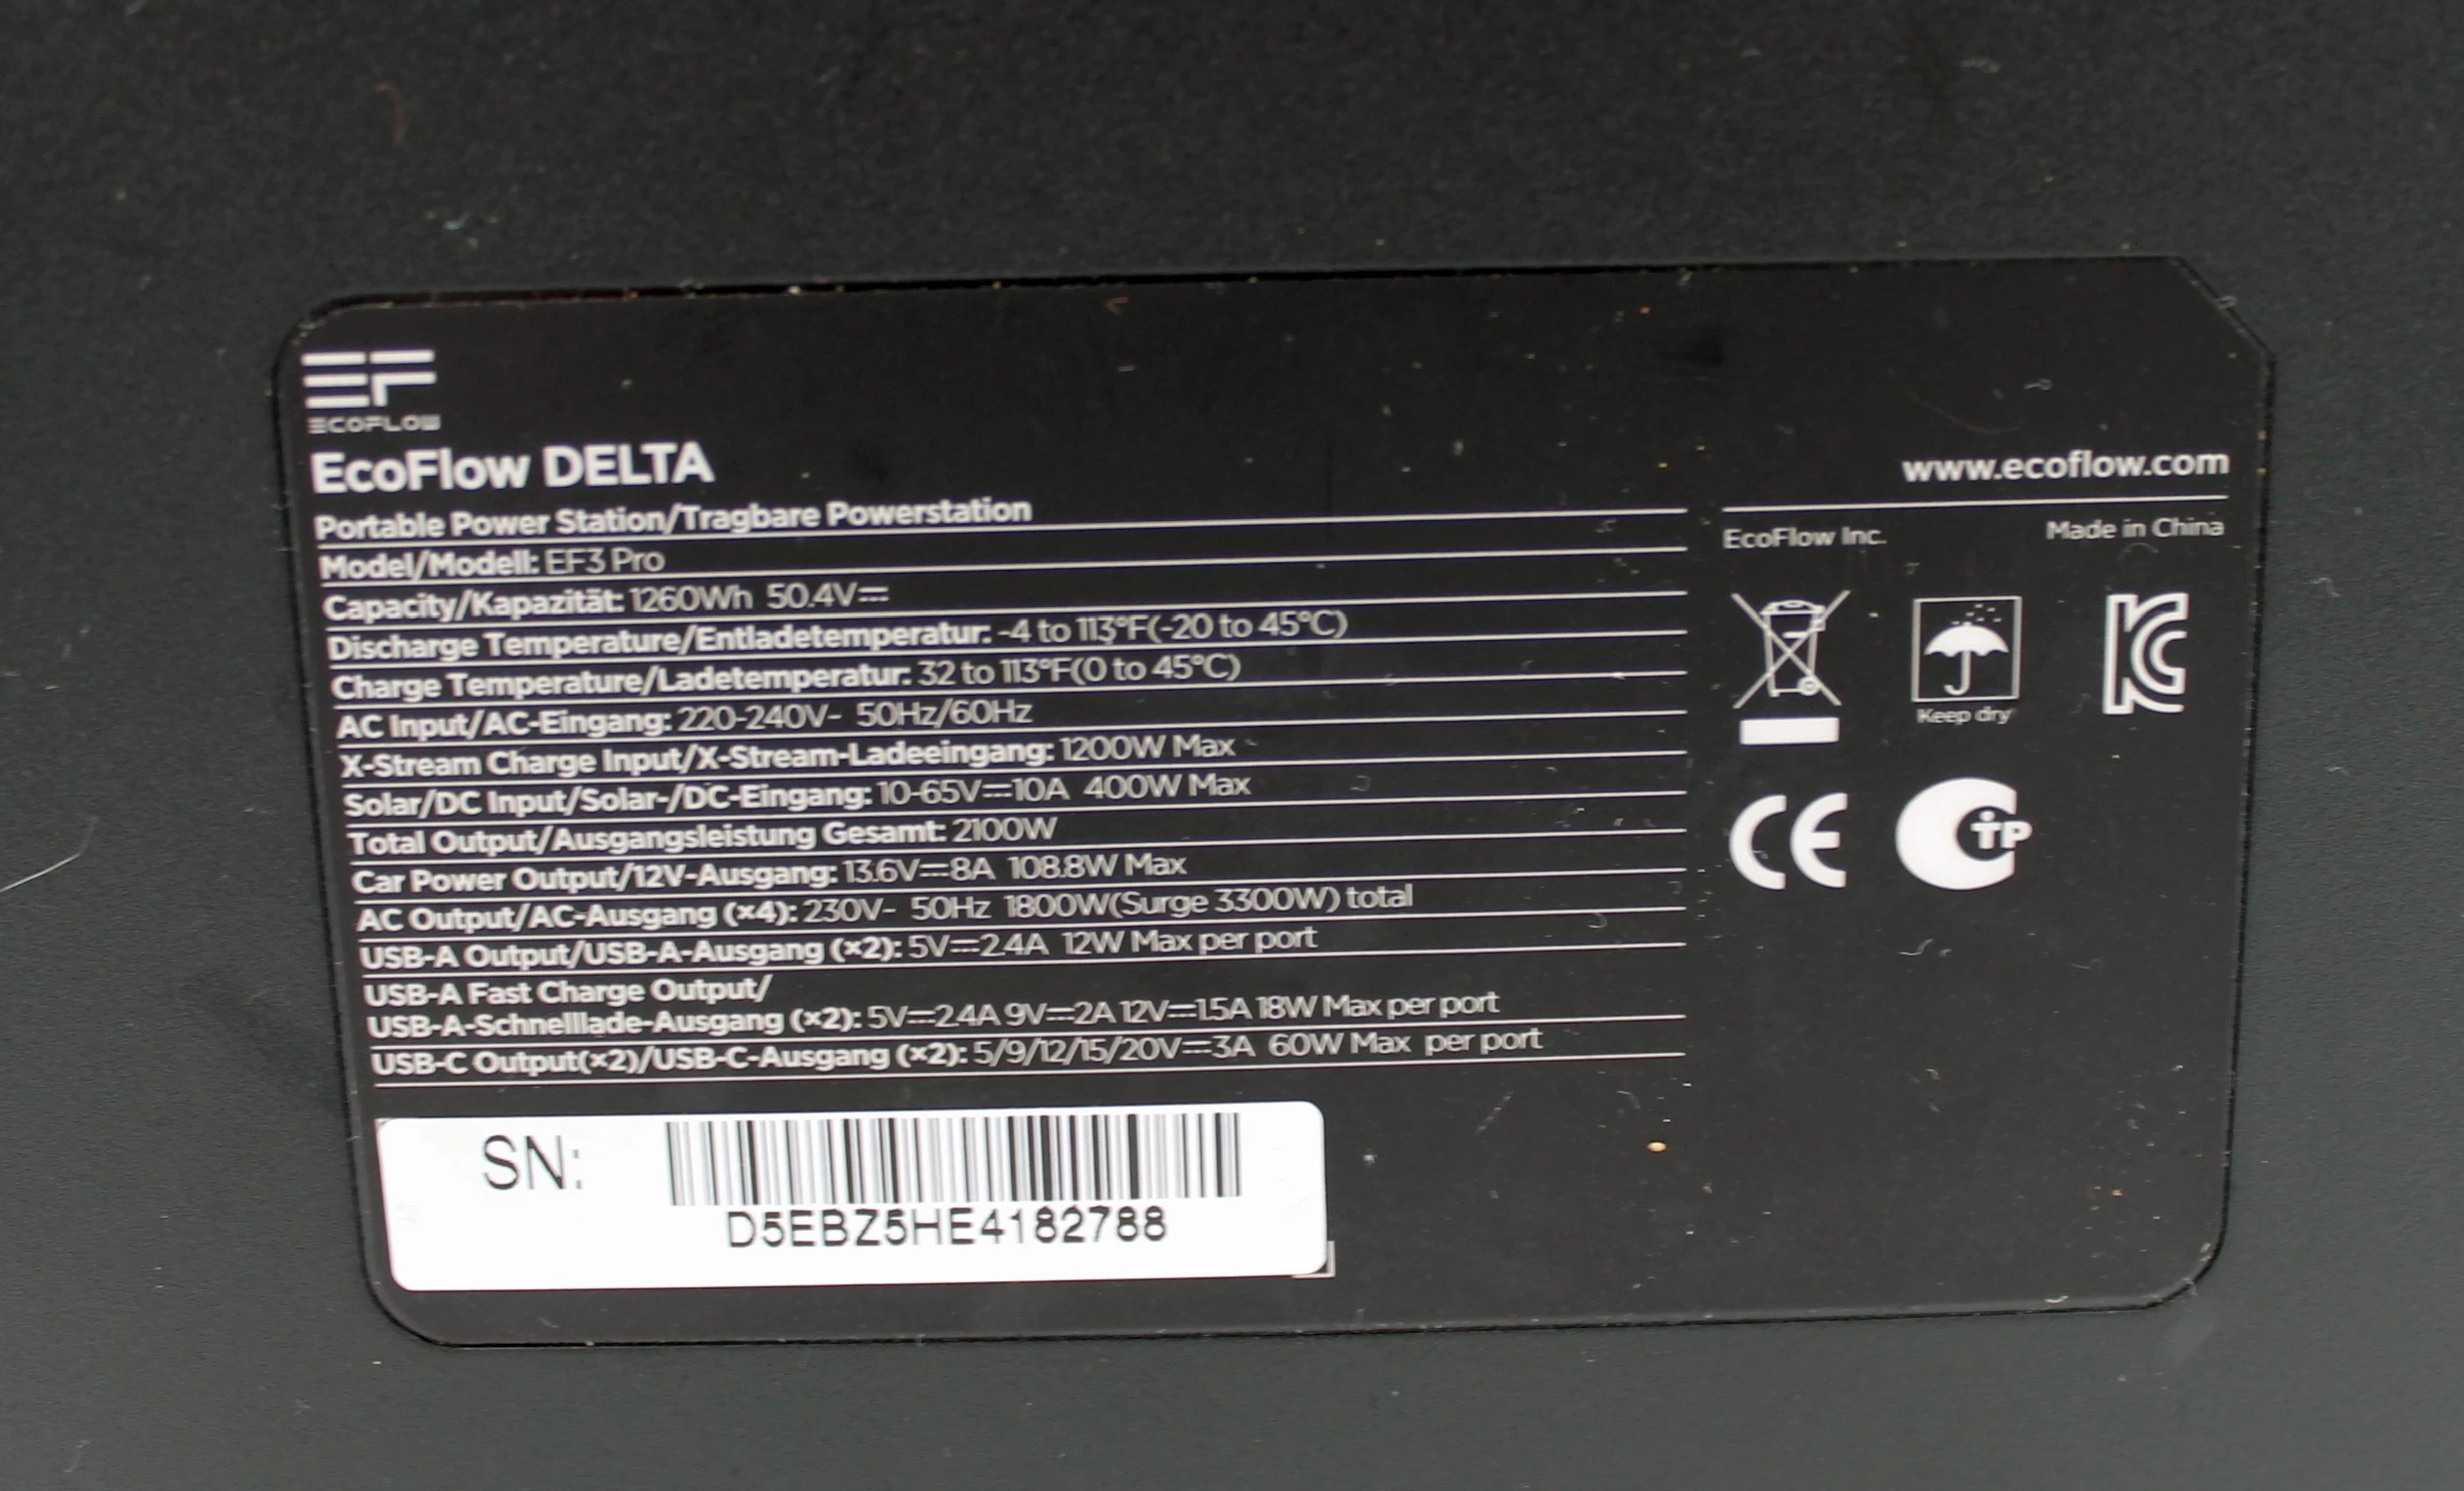 EF
ECOFLOW
EcoFlow DELTA
Portable Power Station/Tragbare Powerstation
Model/Modell: EF3 Pro
Capacity/Kapazität: 1260Wh 50.4V⎓
Discharge Temperature/Entladetemperatur: -4 to 113°F(-20 to 45°C)
Charge Temperature/Ladetemperatur: 32 to 113°F(0 to 45°C)
AC Input/AC-Eingang: 220-240V~ 50Hz/60Hz
X-Stream Charge Input/X-Stream-Ladeeingang: 1200W Max
Solar/DC Input/Solar-/DC-Eingang: 10-65V⎓10A 400W Max
Total Output/Ausgangsleistung Gesamt: 2100W
Car Power Output/12V-Ausgang: 13.6V⎓8A 108.8W Max
AC Output/AC-Ausgang (×4): 230V~ 50Hz 1800W(Surge 3300W) total
USB-A Output/USB-A-Ausgang (×2): 5V⎓2.4A 12W Max per port
USB-A Fast Charge Output/
USB-A-Schnelllade-Ausgang (×2): 5V⎓2.4A 9V⎓2A 12V⎓1.5A 18W Max per port
USB-C Output(×2)/USB-C-Ausgang (×2): 5/9/12/15/20V⎓3A 60W Max per port
SN:
D5EBZ5HE4182788
www.ecoflow.com
EcoFlow Inc. Made in China
Keep dry
KC
CE
CTP